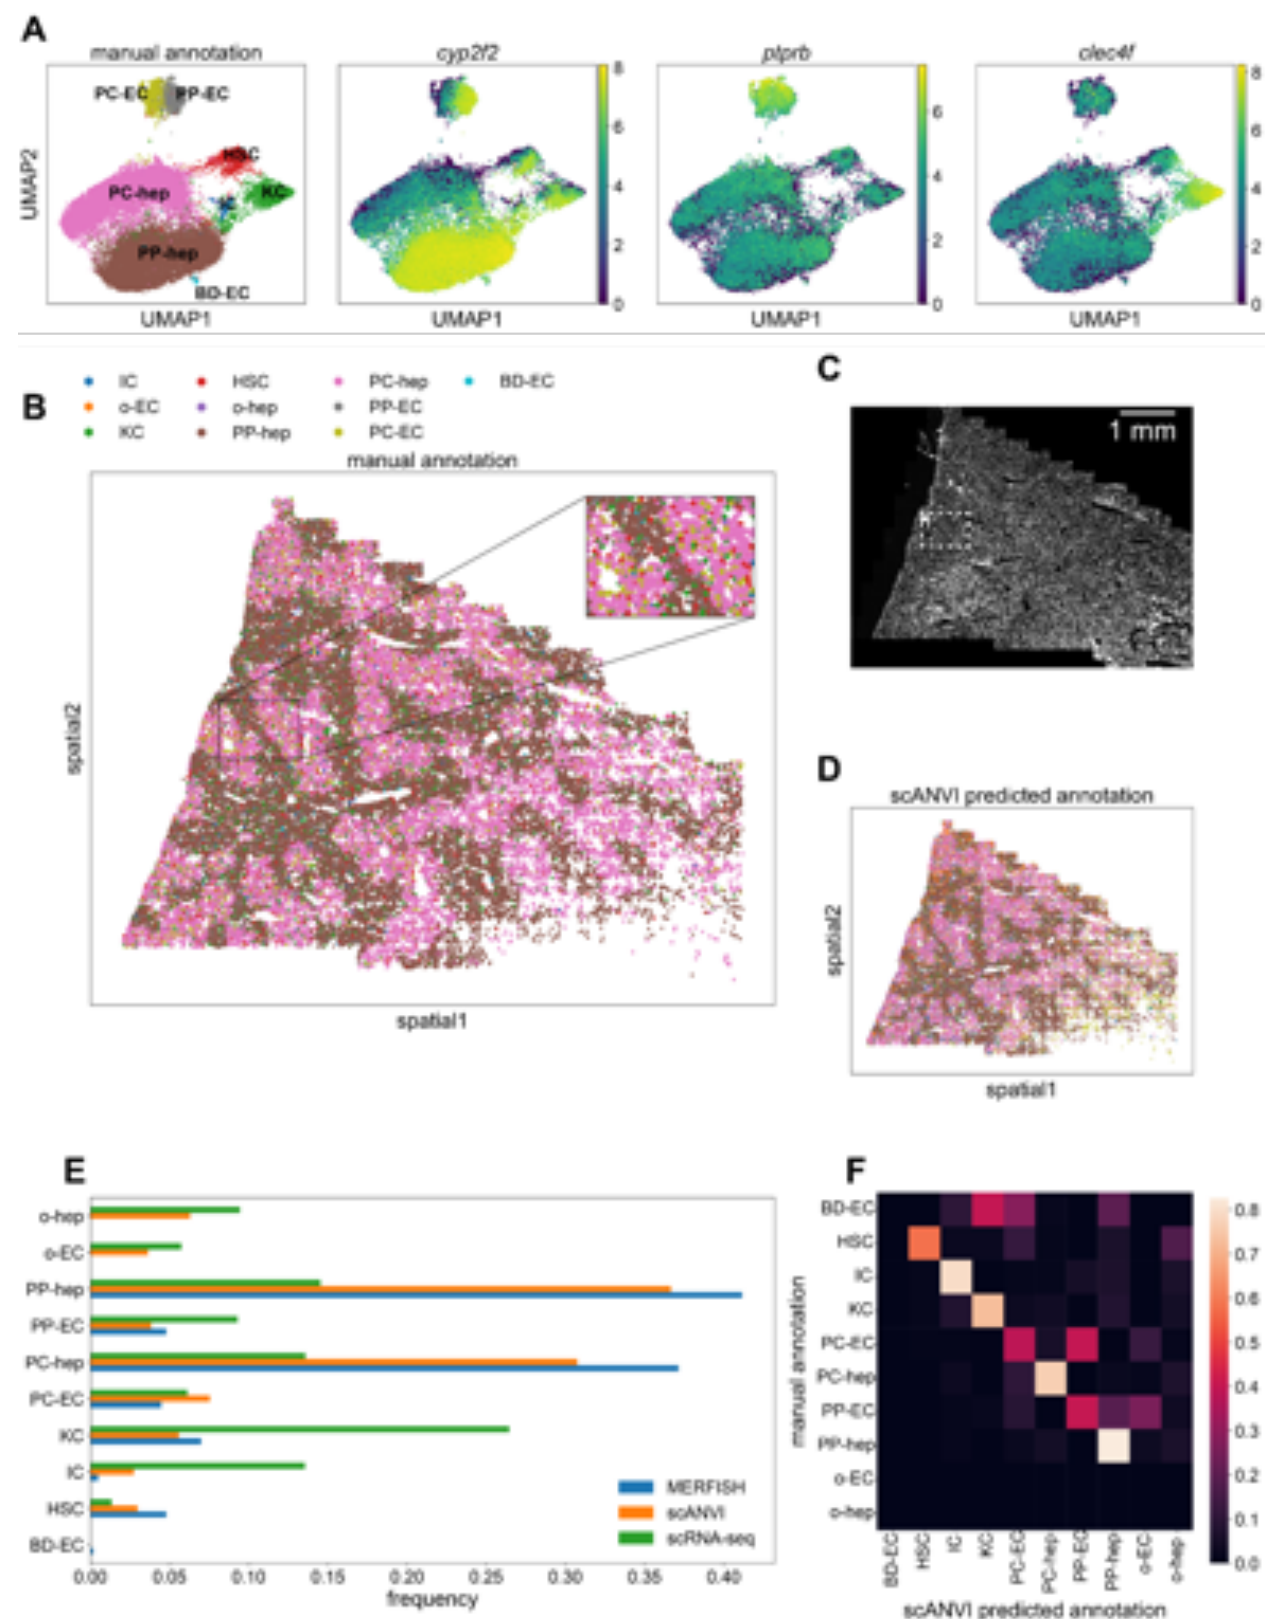 A
manual annotation
cyp2f2
ptprb
clec4f
PC-EC
PP-EC
HSC
PC-hep
KC
IC
PP-hep
BD-EC
UMAP2
UMAP1
UMAP1
UMAP1
UMAP1
8
6
4
2
0
6
4
2
0
8
6
4
2
0
B
IC
HSC
PC-hep
BD-EC
o-EC
o-hep
PP-EC
KC
PP-hep
PC-EC
manual annotation
spatial2
spatial1
C
1 mm
D
scANVI predicted annotation
spatial2
spatial1
E
o-hep
o-EC
PP-hep
PP-EC
PC-hep
PC-EC
KC
IC
HSC
BD-EC
MERFISH
scANVI
scRNA-seq
0.00 0.05 0.10 0.15 0.20 0.25 0.30 0.35 0.40
frequency
F
manual annotation
BD-EC
HSC
IC
KC
PC-EC
PC-hep
PP-EC
PP-hep
o-EC
o-hep
BD-EC HSC IC KC PC-EC PC-hep PP-EC PP-hep o-EC o-hep
scANVI predicted annotation
0.8
0.7
0.6
0.5
0.4
0.3
0.2
0.1
0.0